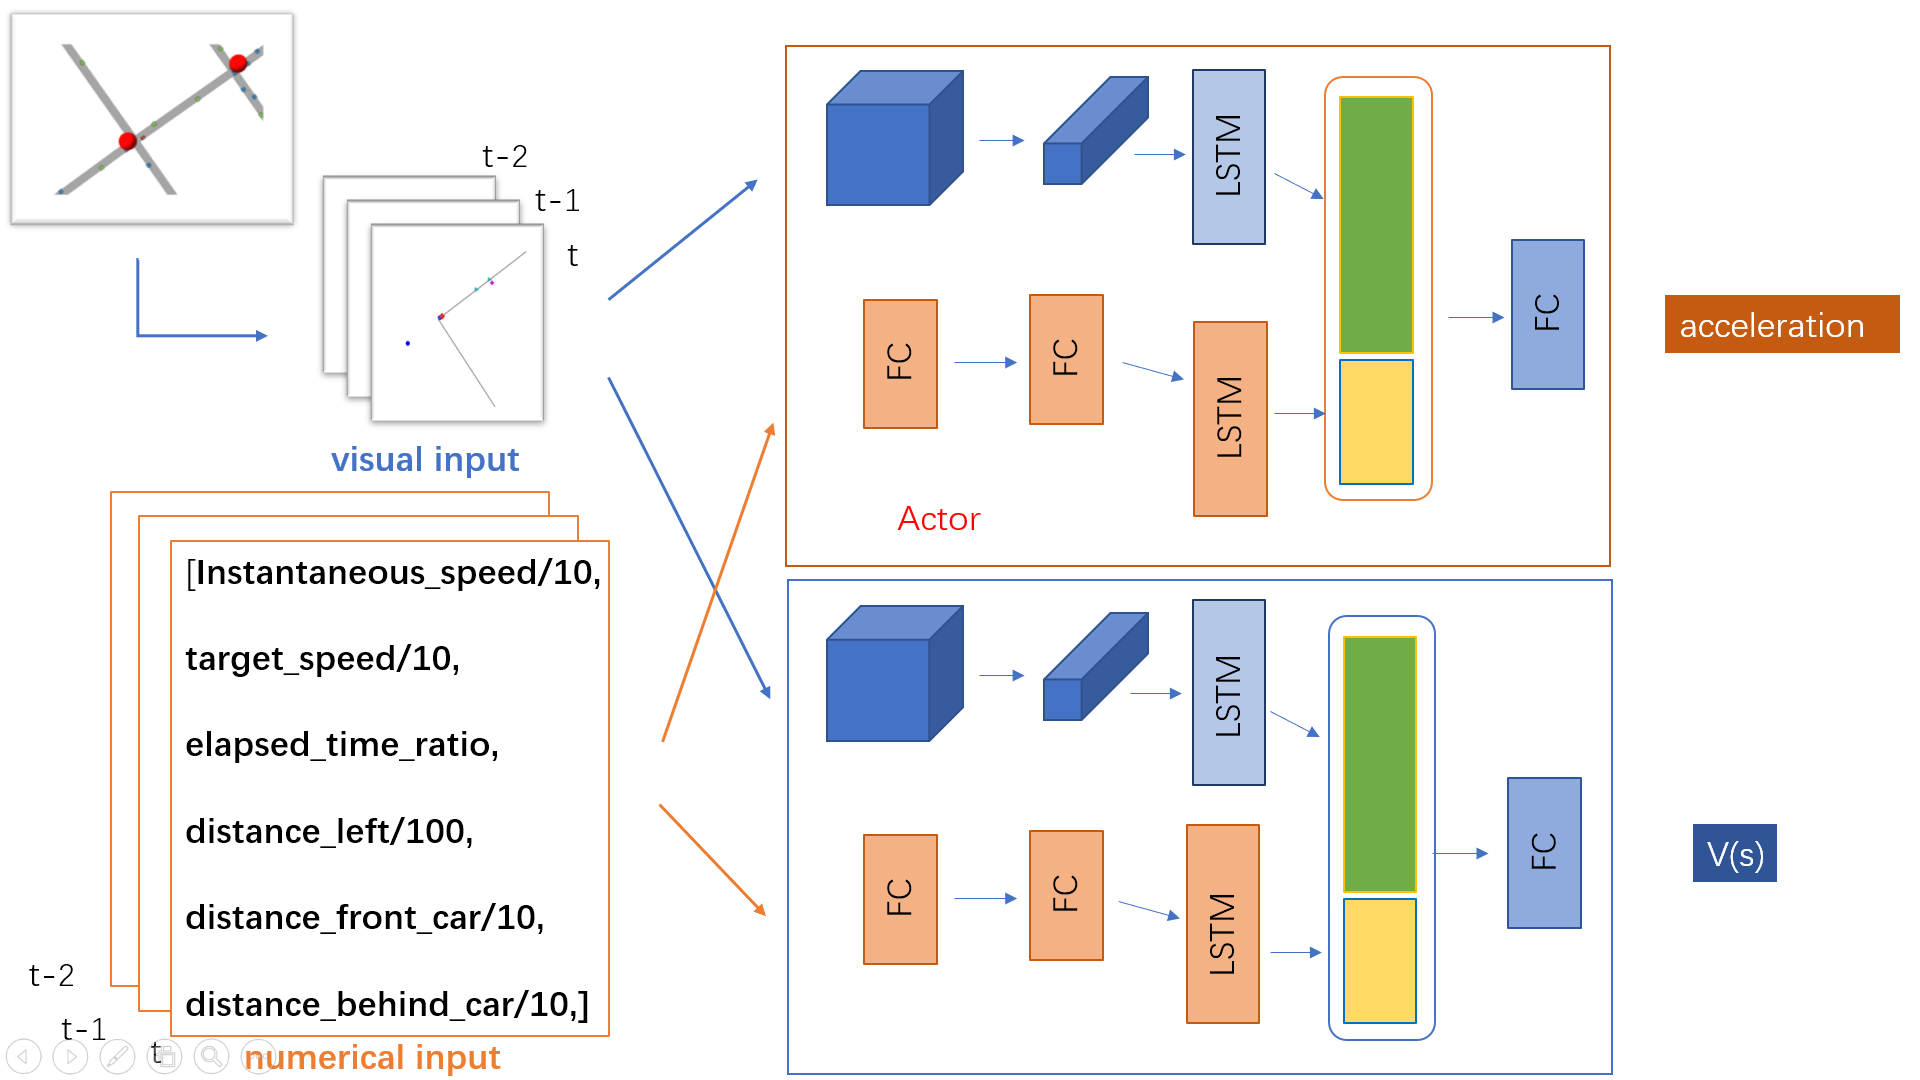 t-2
t-1
t
visual input
[Instantaneous_speed/10,
target_speed/10,
elapsed_time_ratio,
distance_left/100,
distance_front_car/10,
distance_behind_car/10,]
t-2
t-1
t
numerical input
LSTM
FC
FC
LSTM
FC
Actor
acceleration
LSTM
FC
FC
LSTM
FC
V(s)